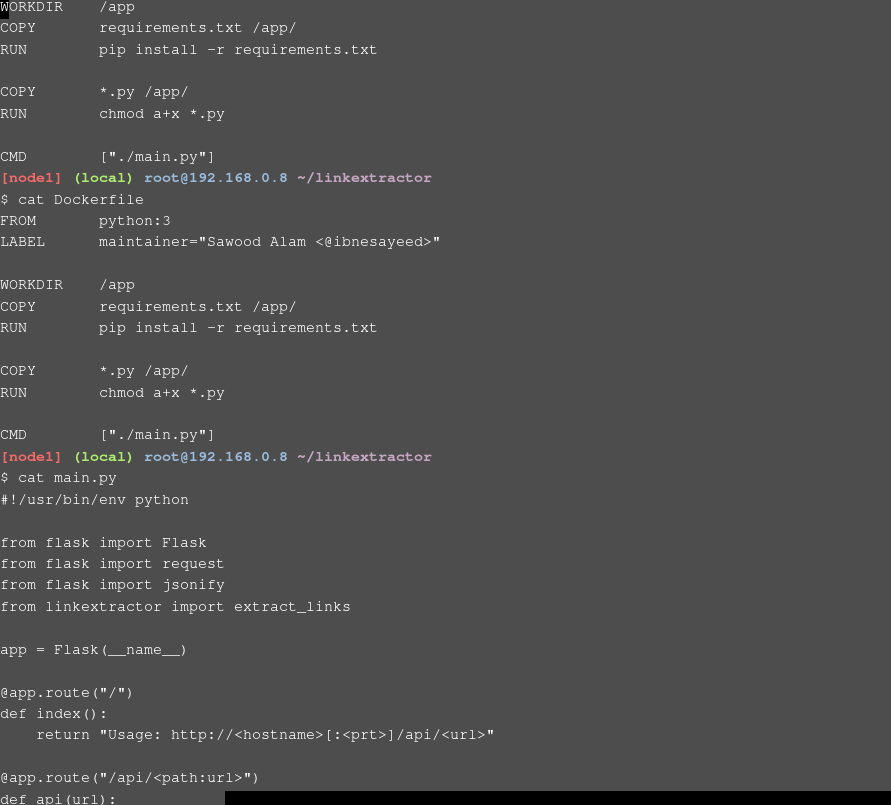 WORKDIR    /app
COPY       requirements.txt /app/
RUN        pip install -r requirements.txt

COPY       *.py /app/
RUN        chmod a+x *.py

CMD        ["./main.py"]
[node1] (local) root@192.168.0.8 ~/linkextractor
$ cat Dockerfile
FROM       python:3
LABEL      maintainer="Sawood Alam <@ibnesayeed>"

WORKDIR    /app
COPY       requirements.txt /app/
RUN        pip install -r requirements.txt

COPY       *.py /app/
RUN        chmod a+x *.py

CMD        ["./main.py"]
[node1] (local) root@192.168.0.8 ~/linkextractor
$ cat main.py
#!/usr/bin/env python

from flask import Flask
from flask import request
from flask import jsonify
from linkextractor import extract_links

app = Flask(__name__)

@app.route("/")
def index():
    return "Usage: http://<hostname>[:<prt>]/api/<url>"

@app.route("/api/<path:url>")
def api(url):